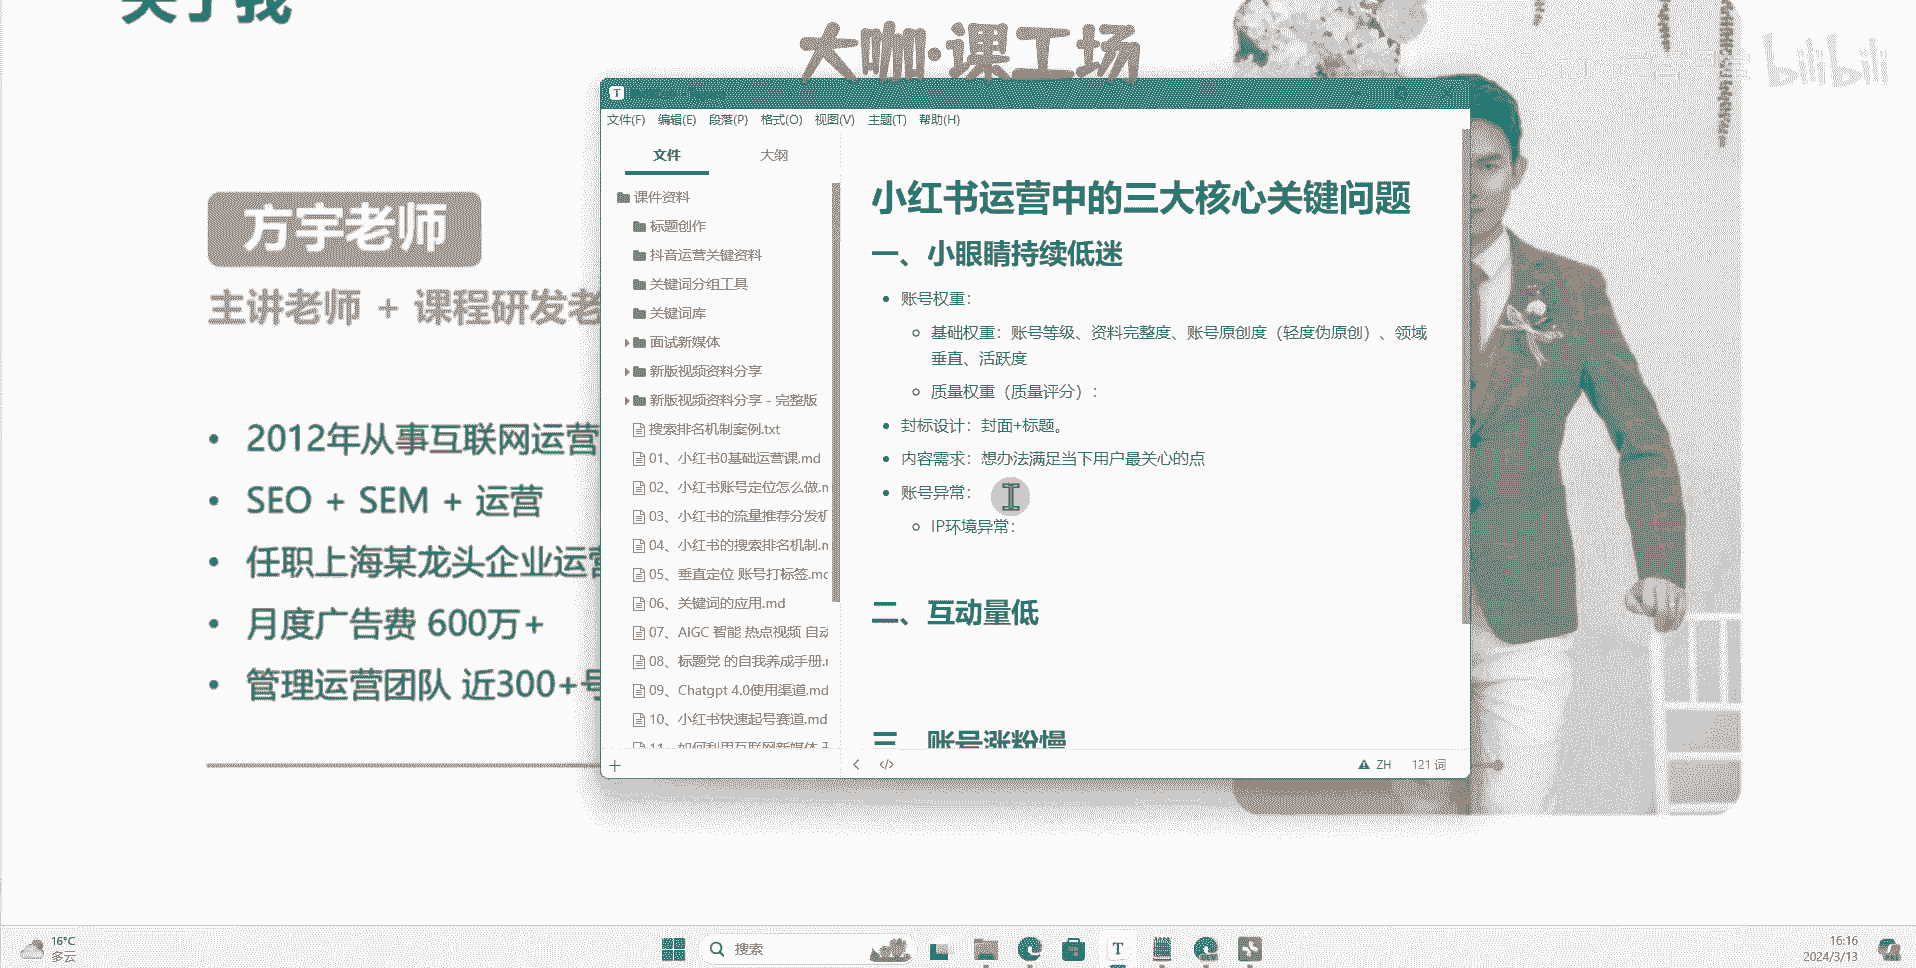 关于我
大咖·课工场
bilibili
方宇老师
主讲老师 + 课程研发老
2012年从事互联网运营
SEO + SEM + 运营
任职上海某龙头企业运营
月度广告费 600万+
管理运营团队 近300+号
文件(F) 编辑(E) 段落(P) 格式(O) 视图(V) 主题(T) 帮助(H)
文件 大纲
课件资料
标题创作
抖音运营关键资料
关键词分组工具
关键词库
面试新媒体
新版视频资料分享
新版视频资料分享 - 完整版
搜索排名机制案例.txt
01、小红书0基础运营课.md
02、小红书账号定位怎么做.m
03、小红书的流量推荐分发机
04、小红书的搜索排名机制.m
05、垂直定位 账号打标签.mc
06、关键词的应用.md
07、AIGC 智能 热点视频 自动
08、标题党 的自我养成手册.r
09、Chatgpt 4.0使用渠道.md
10、小红书快速起号赛道.md
11、如何利用互联网新媒体
小红书运营中的三大核心关键问题
一、小眼睛持续低迷
账号权重：
基础权重：账号等级、资料完整度、账号原创度（轻度伪原创）、领域
垂直、活跃度
质量权重（质量评分）：
封标设计：封面+标题。
内容需求：想办法满足当下用户最关心的点
账号异常：
IP环境异常：
二、互动量低
三、账号涨粉慢
ZH 121 词
16°C
多云
搜索
16:16
2024/3/13